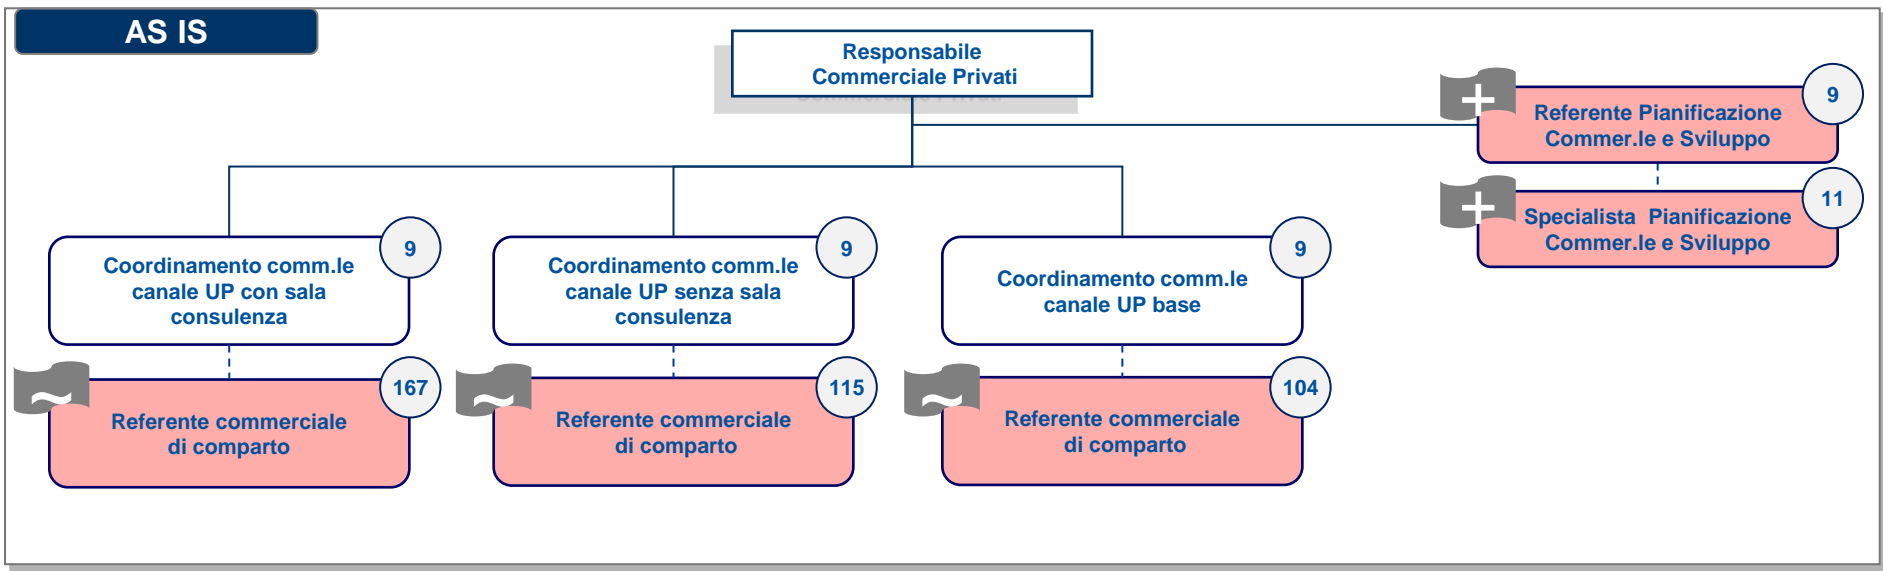 AS IS
Responsabile
Commerciale Privati
9
Referente Pianificazione
Commer.le e Sviluppo
11
Specialista Pianificazione
Commer.le e Sviluppo
9
Coordinamento comm.le
canale UP con sala
consulenza
9
Coordinamento comm.le
canale UP senza sala
consulenza
9
Coordinamento comm.le
canale UP base
167
Referente commerciale
di comparto
115
Referente commerciale
di comparto
104
Referente commerciale
di comparto